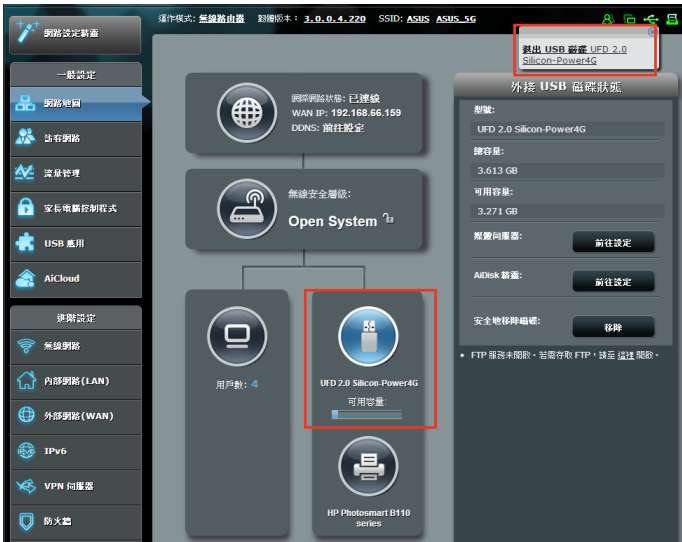 網路設定精靈
運作模式: 無線路由器 韌體版本: 3.0.0.4.220 SSID: ASUS ASUS_5G
退出 USB 磁碟 UFD 2.0
Silicon-Power4G
一般設定
網路地圖
訪客網路
流量管理
家長電腦控制程式
USB 應用
AiCloud
進階設定
無線網路
內部網路(LAN)
外部網路(WAN)
IPv6
VPN 伺服器
防火牆
網際網路狀態: 已連線
WAN IP: 192.168.66.159
DDNS: 前往設定
無線安全層級:
Open System
用戶數: 4
UFD 2.0 Silicon-Power4G
可用容量:
HP Photosmart B110
series
外接 USB 磁碟狀態
型號:
UFD 2.0 Silicon-Power4G
總容量:
3.613 GB
可用容量:
3.271 GB
媒體伺服器:
前往設定
AiDisk 精靈:
前往設定
安全地移除磁碟:
移除
• FTP 服務未開啟。若需存取 FTP,請至 這裡 開啟。